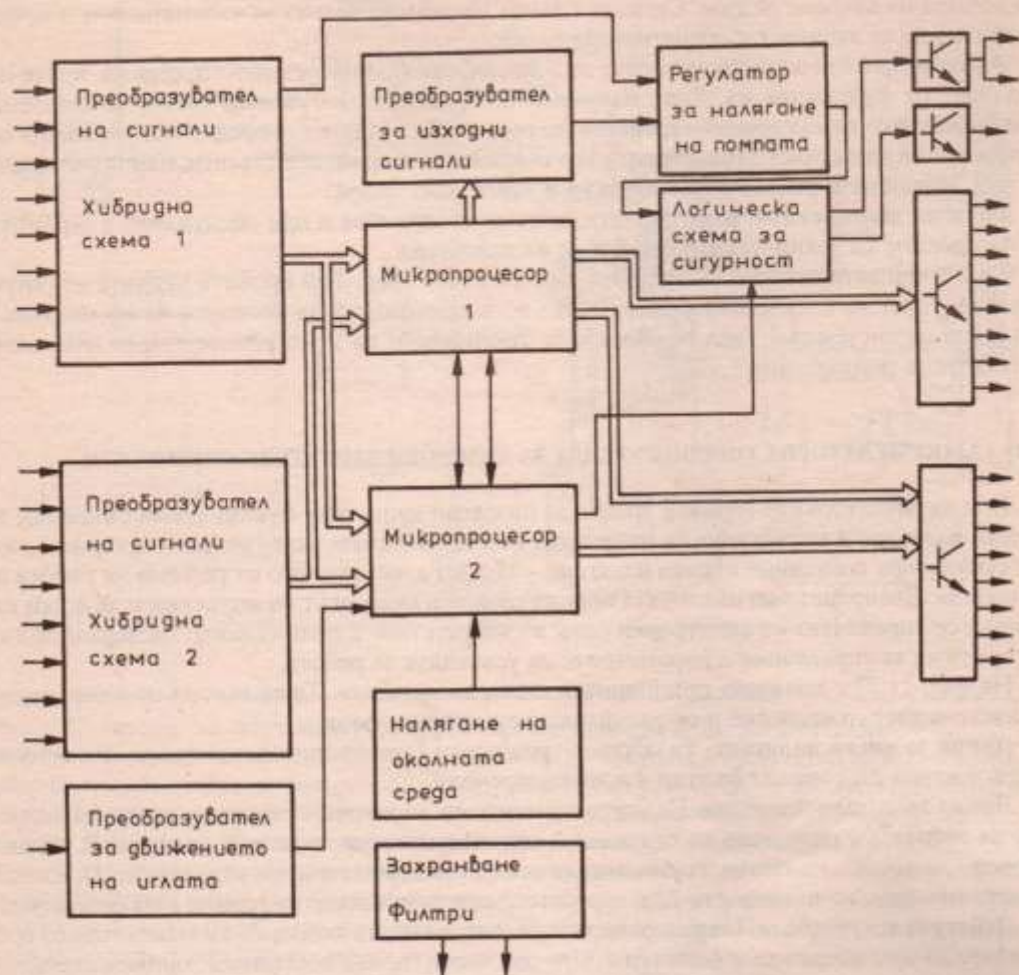 Преобразувател
на сигнали
Хибридна
схема 1
Преобразувател
за изходни
сигнали
Регулатор
за налягане
на помпата
Логическа
схема за
сигурност
Микропроцесор
1
Преобразувател
на сигнали
Хибридна
схема 2
Микропроцесор
2
Налягане на
околната
среда
Преобразувател
за движението
на иглата
Захранване
Филтри